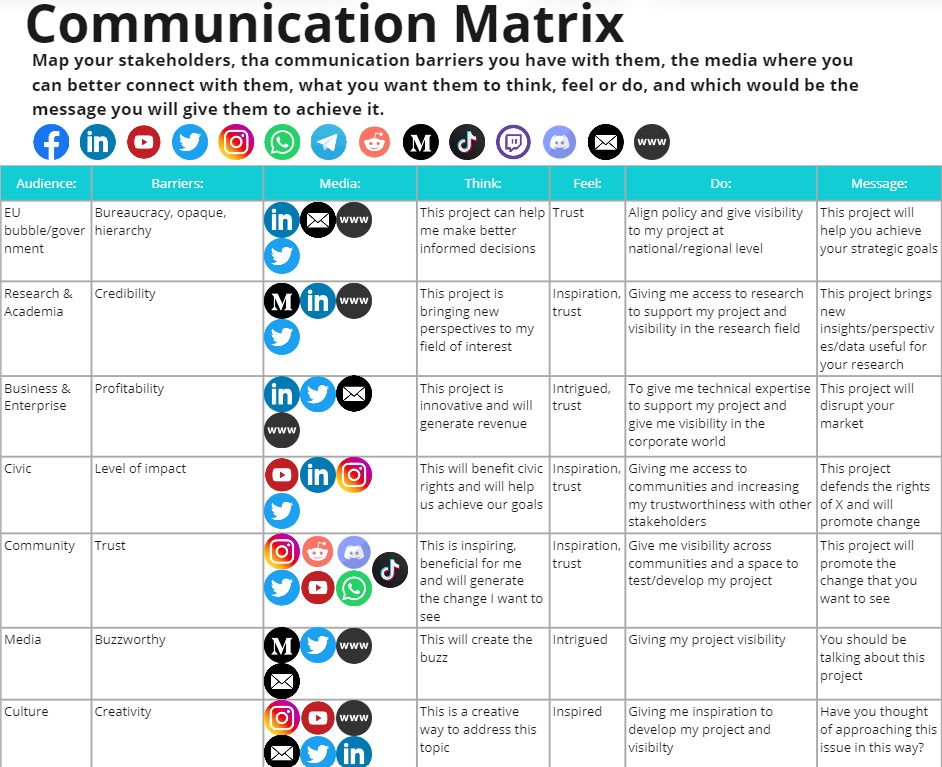 Communication Matrix
Map your stakeholders, tha communication barriers you have with them, the media where you
can better connect with them, what you want them to think, feel or do, and which would be the
message you will give them to achieve it.
in M www
Audience: Barriers: Media: Think: Feel: Do: Message:
EU
bubble/gover
nment
Bureaucracy, opaque,
hierarchy
in www
This project can help
me make better
informed decisions
Trust
Align policy and give visibility
to my project at
national/regional level
This project will
help you achieve
your strategic goals
Research &
Academia
Credibility
M in www
This project is
bringing new
perspectives to my
field of interest
Inspiration,
trust
Giving me access to research
to support my project and
visibility in the research field
This project brings
new
insights/perspectiv
es/data useful for
your research
Business &
Enterprise
Profitability
in
www
This project is
innovative and will
generate revenue
Intrigued,
trust
To give me technical expertise
to support my project and
give me visibility in the
corporate world
This project will
disrupt your
market
Civic
Level of impact
in
This will benefit civic
rights and will help
us achieve our goals
Inspiration,
trust
Giving me access to
communities and increasing
my trustworthiness with other
stakeholders
This project
defends the rights
of X and will
promote change
Community
Trust
This is inspiring,
beneficial for me
and will generate
the change I want to
see
Inspiration,
trust
Give me visibility across
communities and a space to
test/develop my project
This project will
promote the
change that you
want to see
Media
Buzzworthy
M www
This will create the
buzz
Intrigued
Giving my project visibility
You should be
talking about this
project
Culture
Creativity
www
in
This is a creative
way to address this
topic
Inspired
Giving me inspiration to
develop my project and
visibilty
Have you thought
of approaching this
issue in this way?